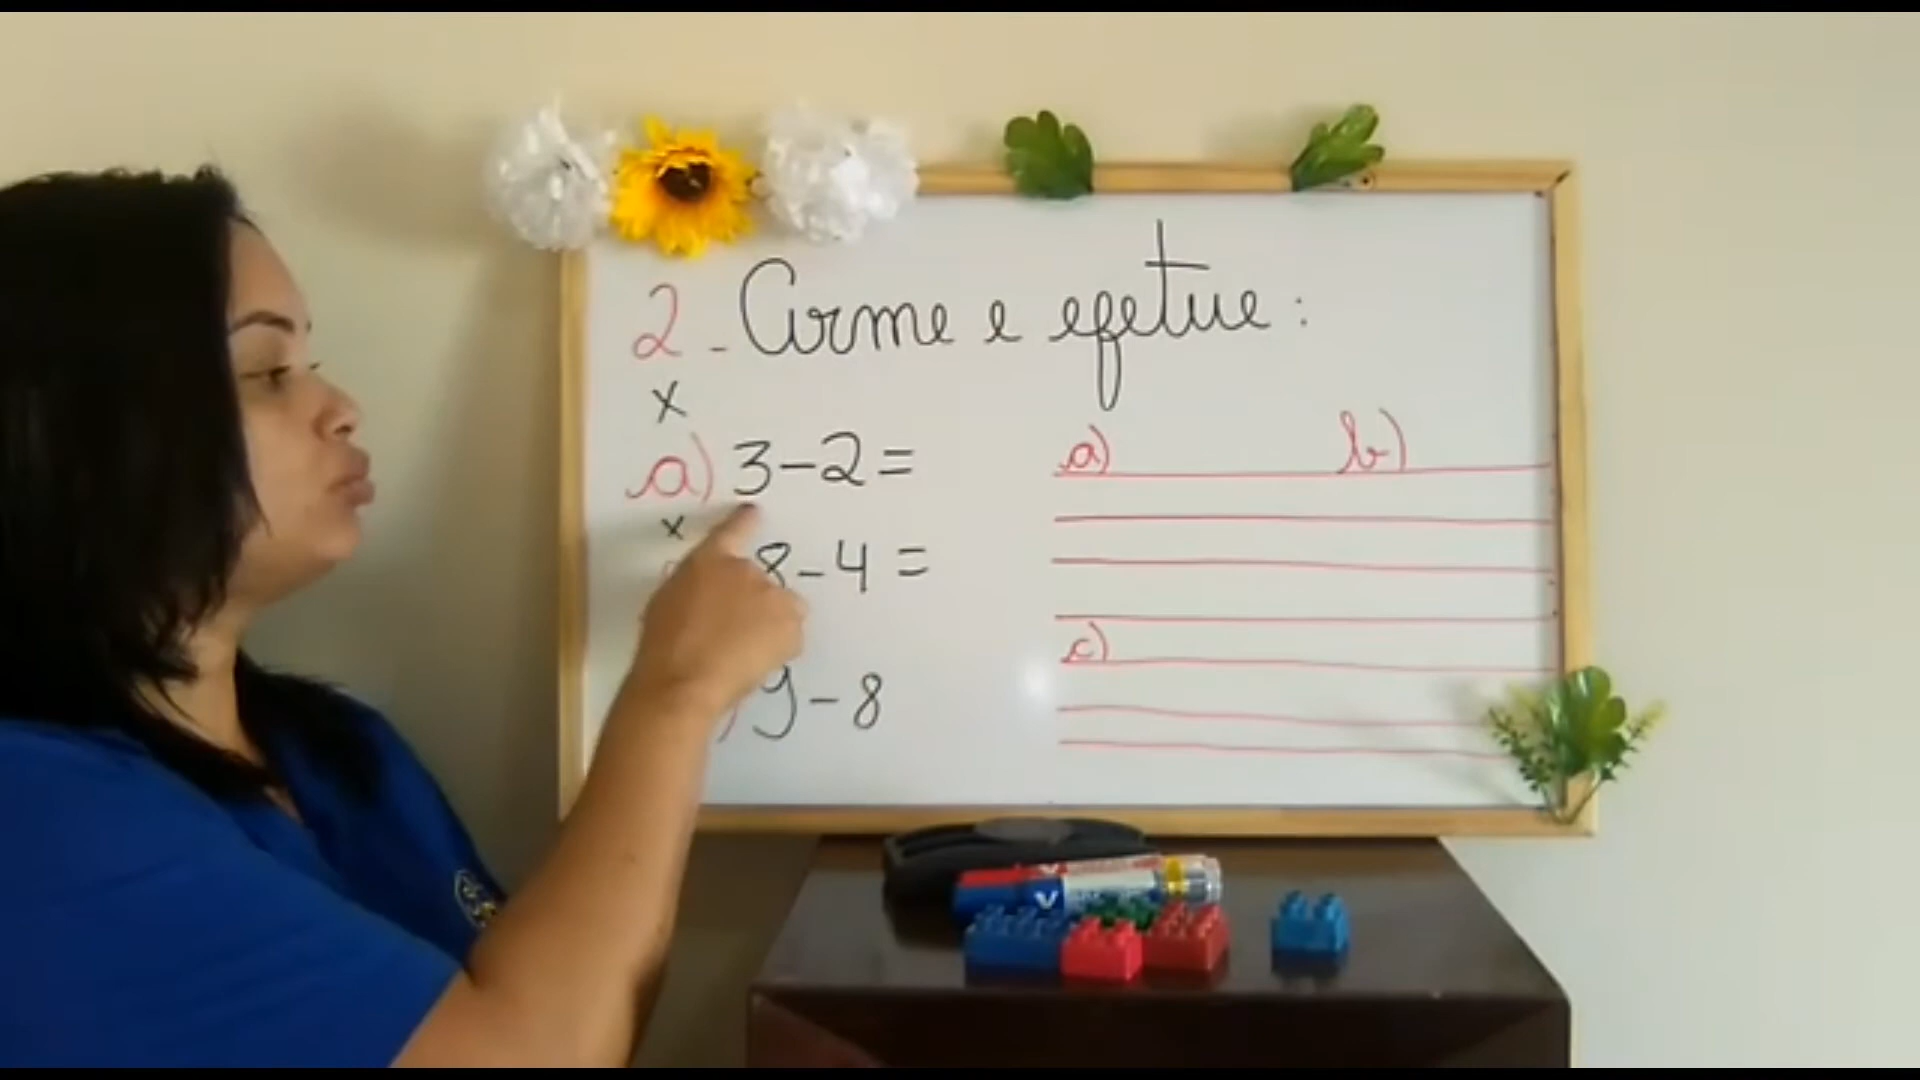 2 - Arme e efetue:
x
a) 3-2=
a) b)
x
8-4=
c)
) 9-8
V V